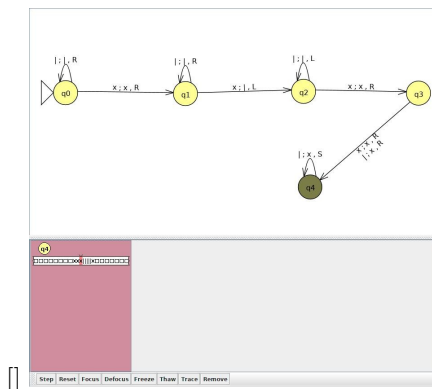 |;|,R
|;|,R
|;|,L
q0
x;x,R
q1
x;|,L
q2
x;x,R
q3
x;x,R
|;x,R
|;x,S
q4
q4
Step Reset Focus Defocus Freeze Thaw Trace Remove
[]